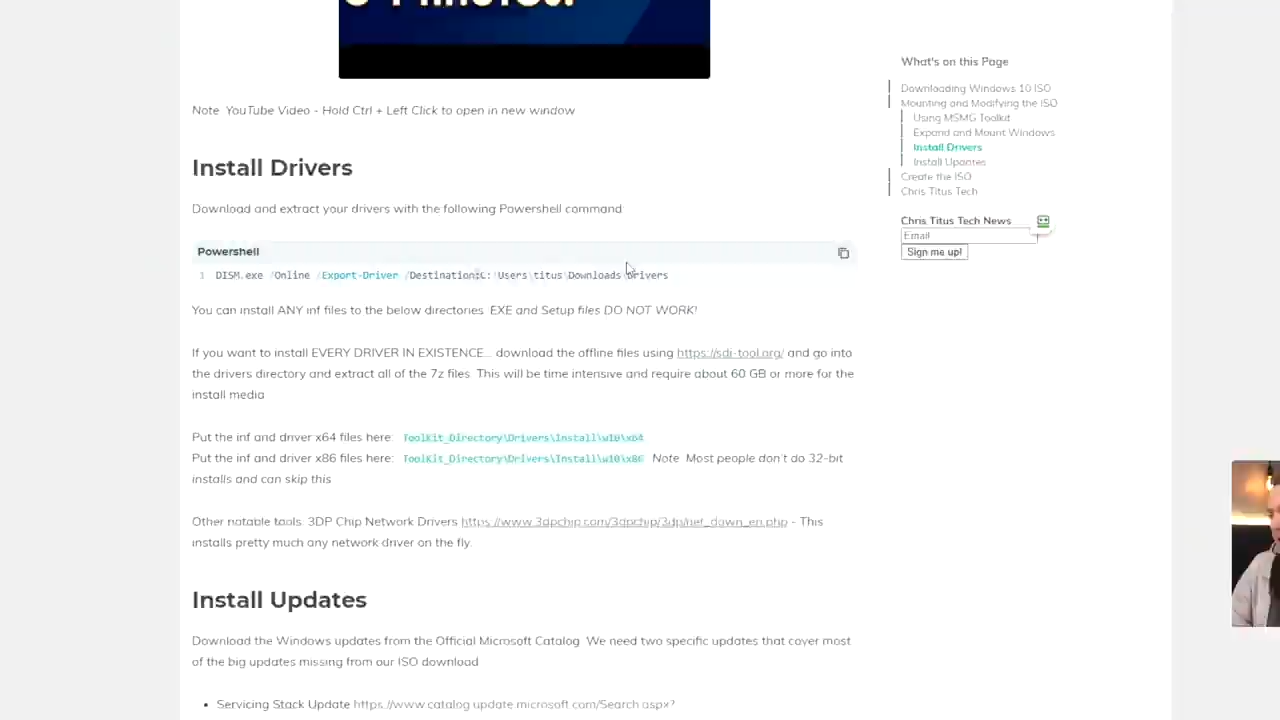 Note: YouTube Video - Hold Ctrl + Left Click to open in new window
Install Drivers
Download and extract your drivers with the following Powershell command:
Powershell
1 DISM.exe /Online /Export-Driver /Destination:C:\Users\titus\Downloads\Drivers
You can install ANY inf files to the below directories. EXE and Setup files DO NOT WORK!
If you want to install EVERY DRIVER IN EXISTENCE... download the offline files using https://sdi-tool.org/ and go into
the drivers directory and extract all of the 7z files. This will be time intensive and require about 60 GB or more for the
install media
Put the inf and driver x64 files here: ToolKit_Directory\Drivers\Install\w10\x64
Put the inf and driver x86 files here: ToolKit_Directory\Drivers\Install\w10\x86 Note: Most people don't do 32-bit
installs and can skip this
Other notable tools: 3DP Chip Network Drivers https://www.3dpchip.com/3dpchip/3dp/net_down_en.php - This
installs pretty much any network driver on the fly.
Install Updates
Download the Windows updates from the Official Microsoft Catalog. We need two specific updates that cover most
of the big updates missing from our ISO download
• Servicing Stack Update https://www.catalog.update.microsoft.com/Search.aspx?
What's on this Page
Downloading Windows 10 ISO
Mounting and Modifying the ISO
Using MSMG Toolkit
Expand and Mount Windows
Install Drivers
Install Updates
Create the ISO
Chris Titus Tech
Chris Titus Tech News
Email
Sign me up!